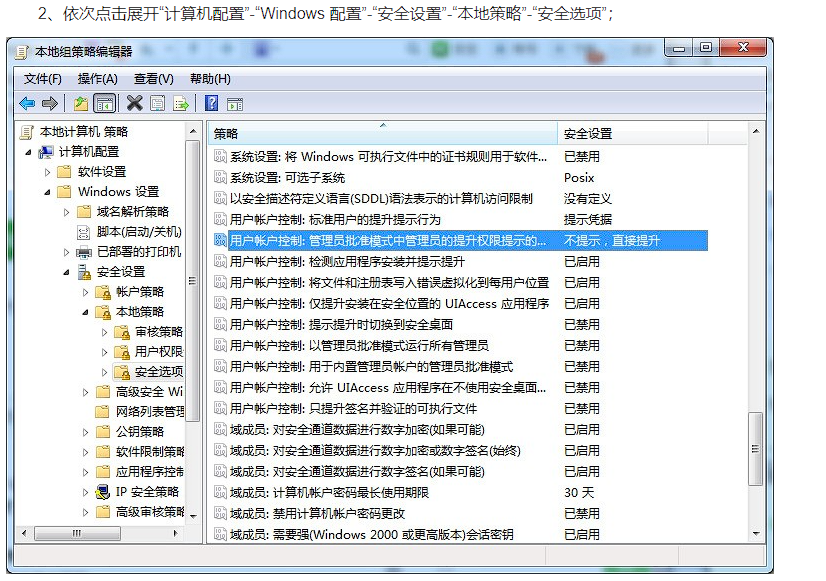 2、依次点击展开“计算机配置”-“Windows 配置”-“安全设置”-“本地策略”-“安全选项”；
本地组策略编辑器
文件(F) 操作(A) 查看(V) 帮助(H)
本地计算机 策略
计算机配置
软件设置
Windows 设置
域名解析策略
脚本(启动/关机)
已部署的打印机
安全设置
帐户策略
本地策略
审核策略
用户权限
安全选项
高级安全 Wi
网络列表管理
公钥策略
软件限制策略
应用程序控制
IP 安全策略
高级审核策略
策略 安全设置
系统设置: 将 Windows 可执行文件中的证书规则用于软件... 已禁用
系统设置: 可选子系统 Posix
以安全描述符定义语言(SDDL)语法表示的计算机访问限制 没有定义
用户帐户控制: 标准用户的提升提示行为 提示凭据
用户帐户控制: 管理员批准模式中管理员的提升权限提示的... 不提示，直接提升
用户帐户控制: 检测应用程序安装并提示提升 已启用
用户帐户控制: 将文件和注册表写入错误虚拟化到每用户位置 已启用
用户帐户控制: 仅提升安装在安全位置的 UIAccess 应用程序 已启用
用户帐户控制: 提示提升时切换到安全桌面 已禁用
用户帐户控制: 以管理员批准模式运行所有管理员 已禁用
用户帐户控制: 用于内置管理员帐户的管理员批准模式 已禁用
用户帐户控制: 允许 UIAccess 应用程序在不使用安全桌面... 已禁用
用户帐户控制: 只提升签名并验证的可执行文件 已禁用
域成员: 对安全通道数据进行数字加密(如果可能) 已启用
域成员: 对安全通道数据进行数字加密或数字签名(始终) 已启用
域成员: 对安全通道数据进行数字签名(如果可能) 已启用
域成员: 计算机帐户密码最长使用期限 30 天
域成员: 禁用计算机帐户密码更改 已禁用
域成员: 需要强(Windows 2000 或更高版本)会话密钥 已启用